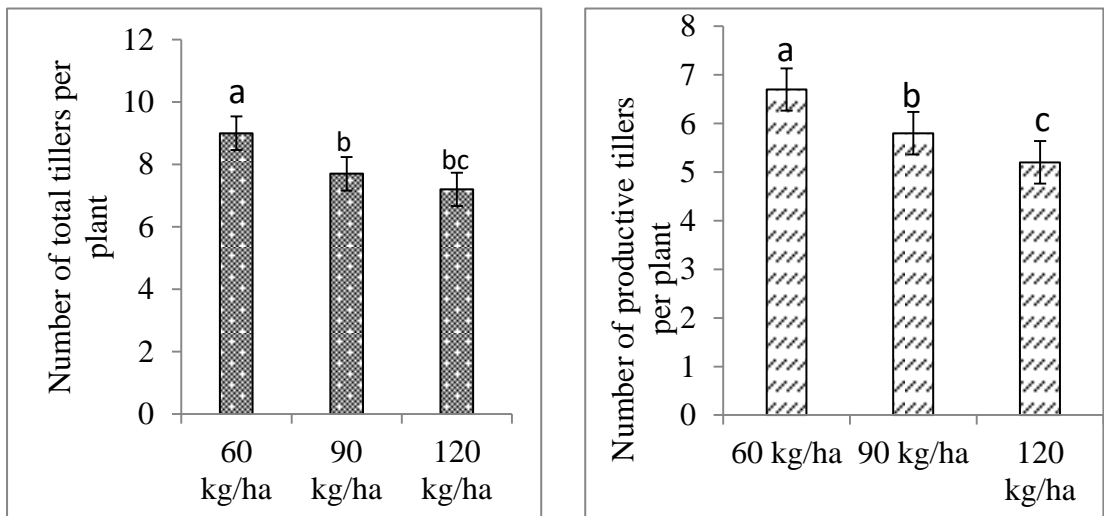 Number of total tillers per
plant
12
10
8
6
4
2
0
a
b
bc
60
kg/ha
90
kg/ha
120
kg/ha
Number of productive tillers
per plant
8
7
6
5
4
3
2
1
0
a
b
c
60 kg/ha
90 kg/ha
120
kg/ha